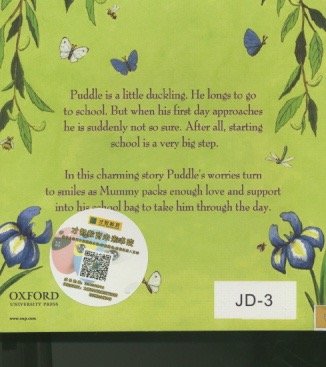 Puddle is a little duckling. He longs to go
to school. But when his first day approaches
he is suddenly not so sure. After all, starting
school is a very big step.
In this charming story Puddle's worries turn
to smiles as Mummy packs enough love and support
into his school bag to take him through the day.
OXFORD
UNIVERSITY PRESS
www.oup.com
JD-3